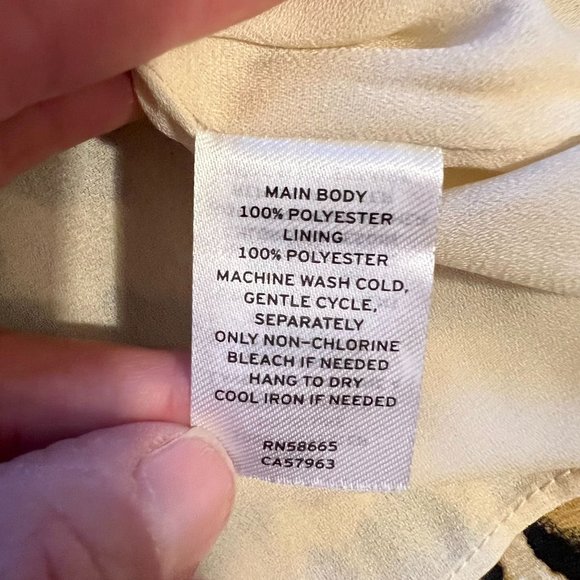 MAIN BODY
100% POLYESTER
LINING
100% POLYESTER
MACHINE WASH COLD,
GENTLE CYCLE,
SEPARATELY
ONLY NON-CHLORINE
BLEACH IF NEEDED
HANG TO DRY
COOL IRON IF NEEDED
RN58665
CA57963